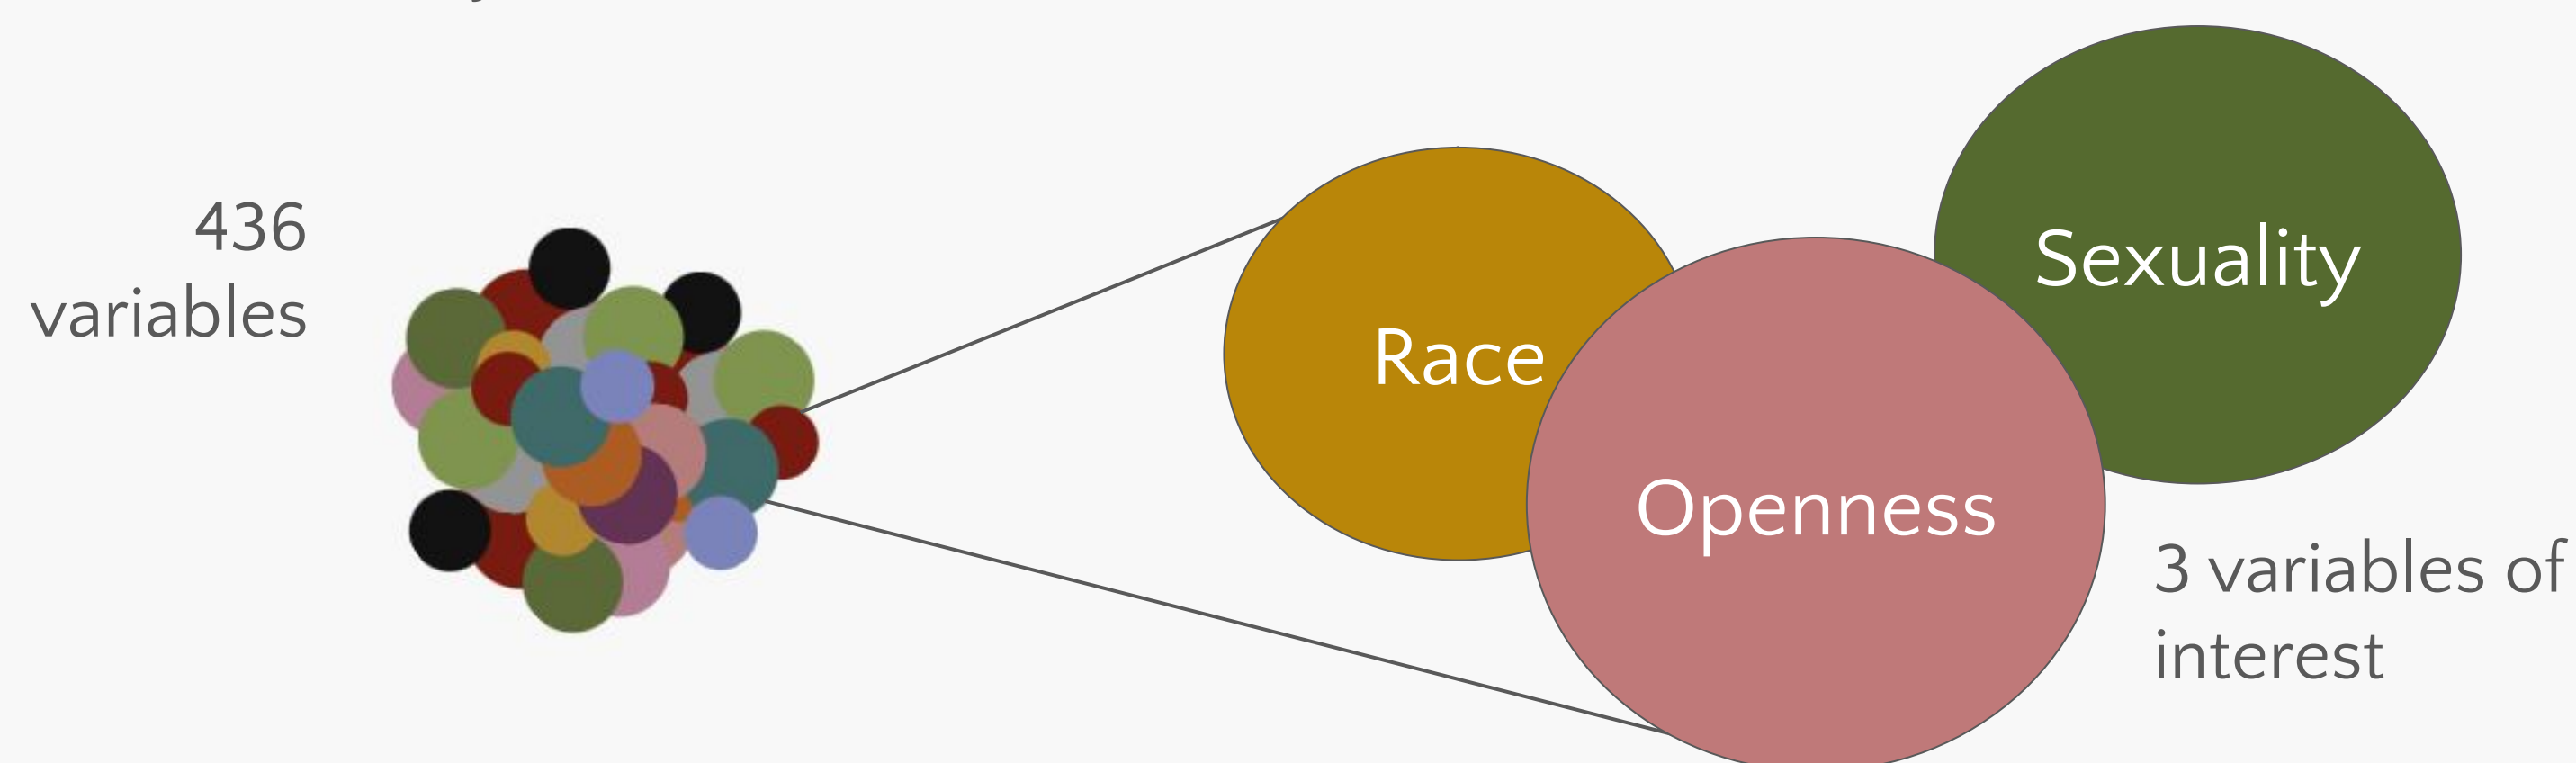 436
variables
Race
Sexuality
Openness
3 variables of
interest